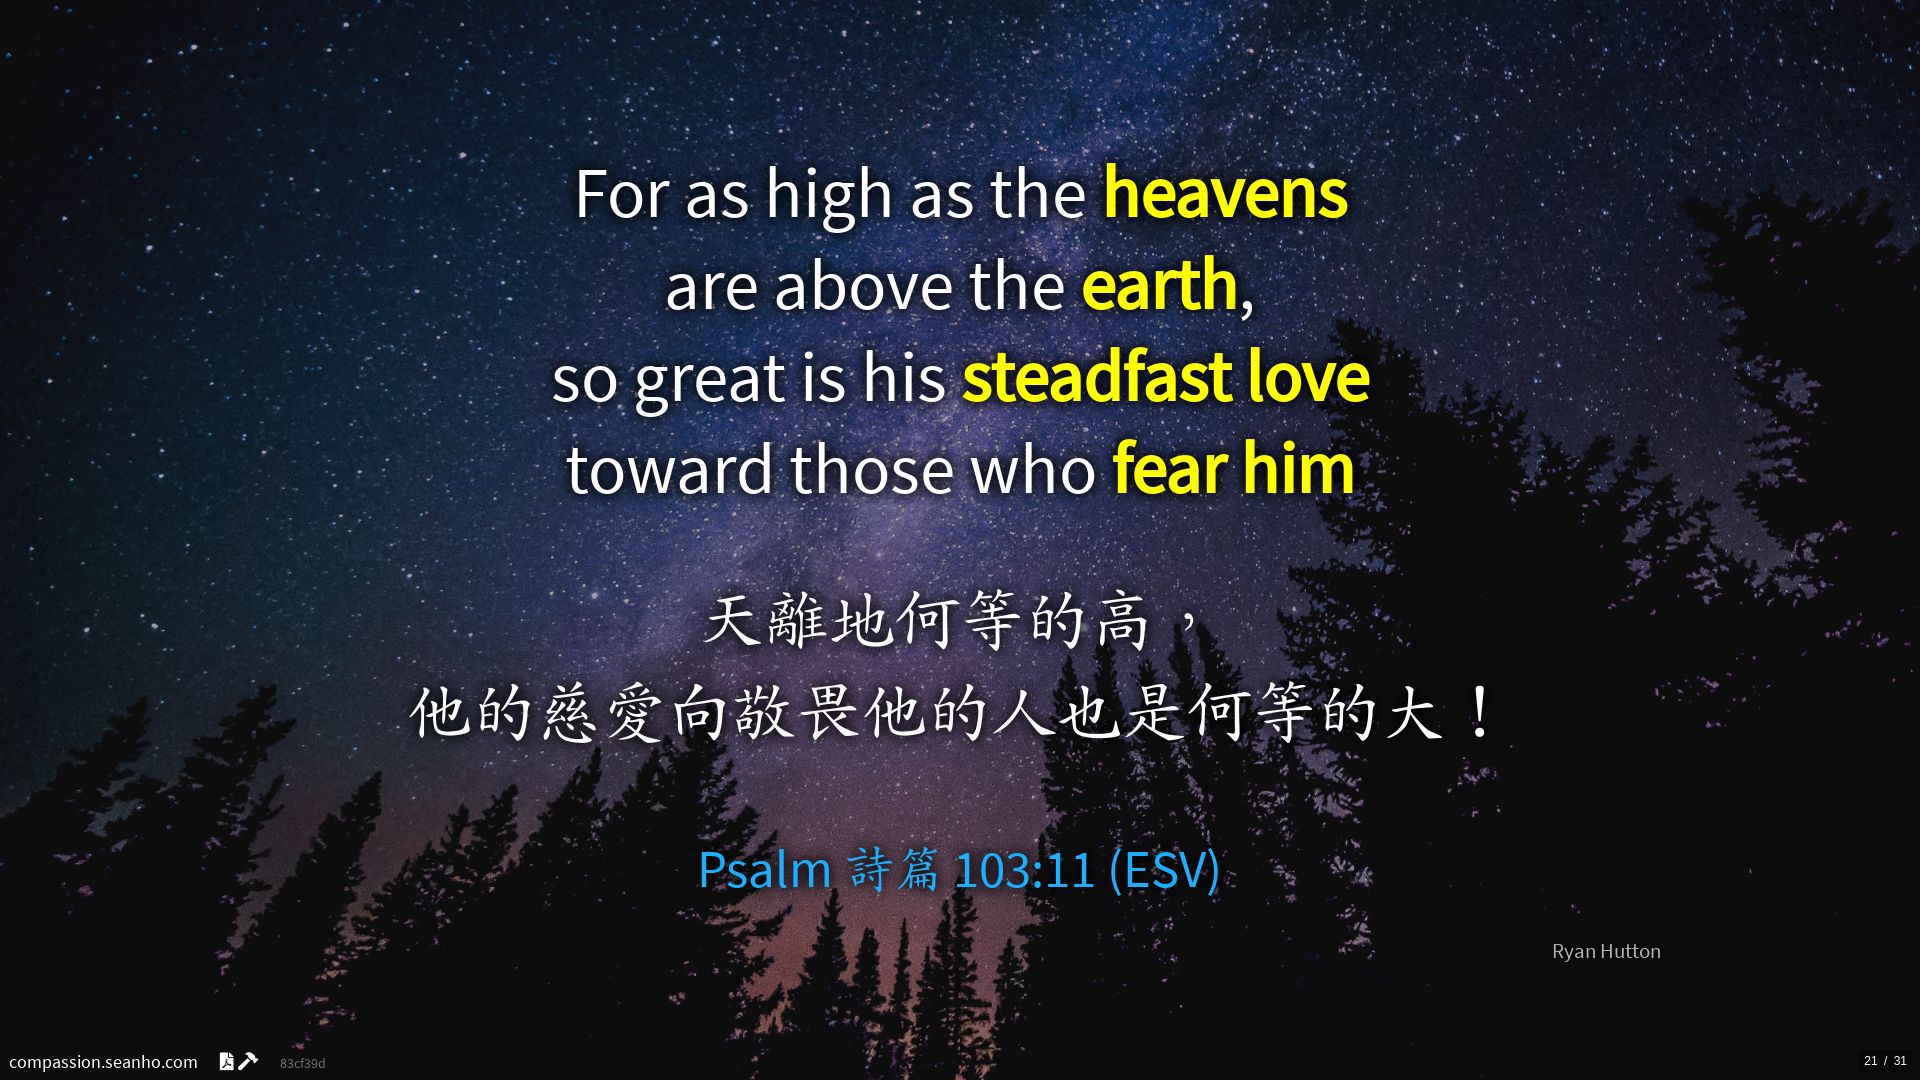 For as high as the heavens
are above the earth,
so great is his steadfast love
toward those who fear him
天離地何等的高，
他的慈愛向敬畏他的人也是何等的大！
Psalm 詩篇 103:11 (ESV)
Ryan Hutton
compassion.seanho.com 83cf39d
21 / 31